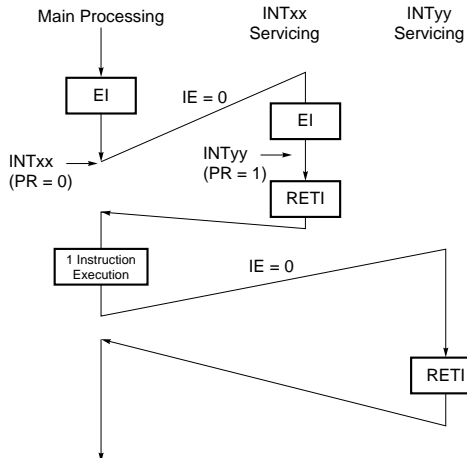 Main Processing
INTxx
Servicing
INTyy
Servicing
EI
IE = 0
EI
INTxx
(PR = 0)
INTyy
(PR = 1)
RETI
1 Instruction
Execution
IE = 0
RETI